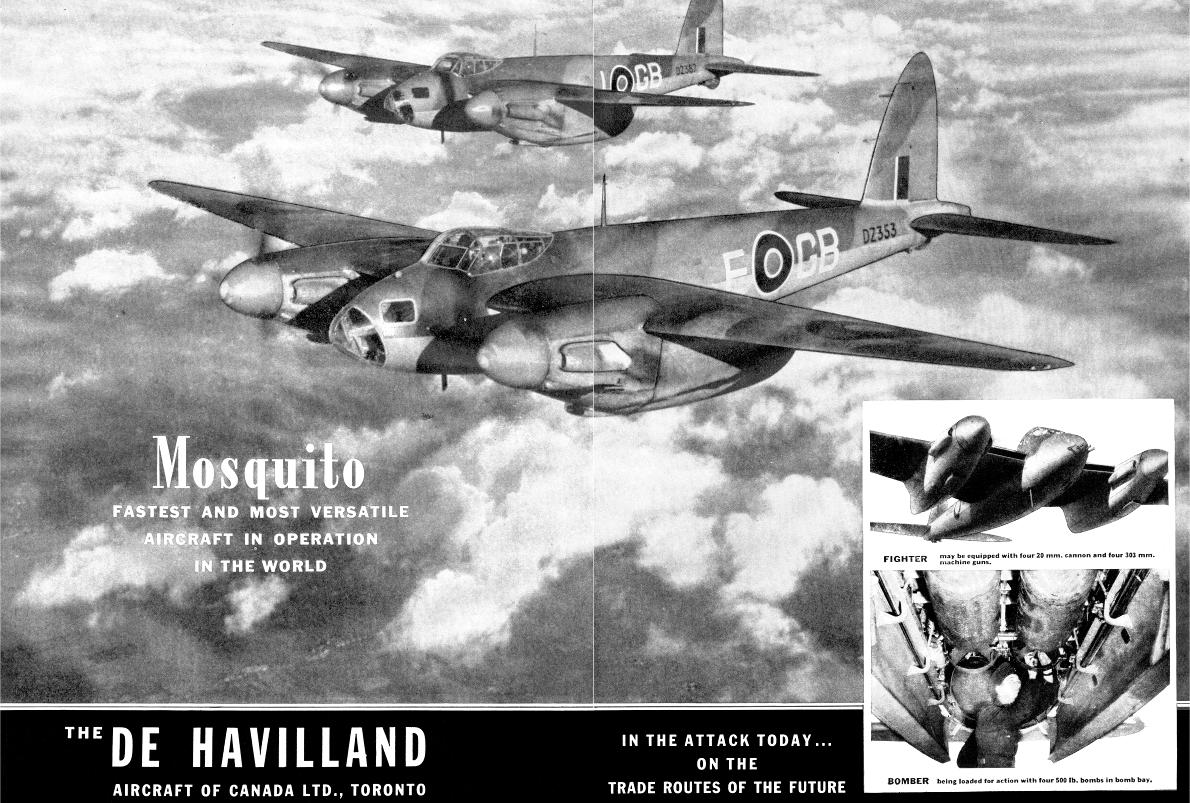 GB
DZ352
E GB
DZ353
Mosquito
FASTEST AND MOST VERSATILE
AIRCRAFT IN OPERATION
IN THE WORLD
FIGHTER may be equipped with four 20 mm. cannon and four 303 mm.
machine guns.
BOMBER being loaded for action with four 500 lb. bombs in bomb bay.
THE DE HAVILLAND
AIRCRAFT OF CANADA LTD., TORONTO
IN THE ATTACK TODAY...
ON THE
TRADE ROUTES OF THE FUTURE